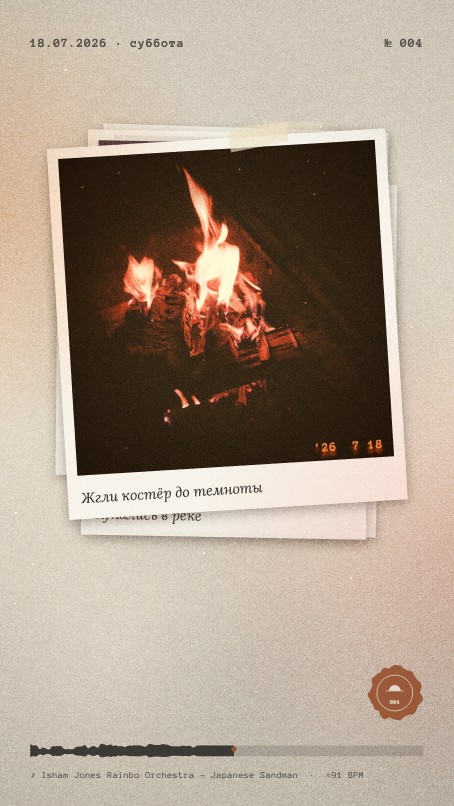 18.07.2026 · суббота
№ 004
'26 7 18
Жгли костёр до темноты
в реке
004
♪ Isham Jones Rainbo Orchestra — Japanese Sandman · ≈91 BPM